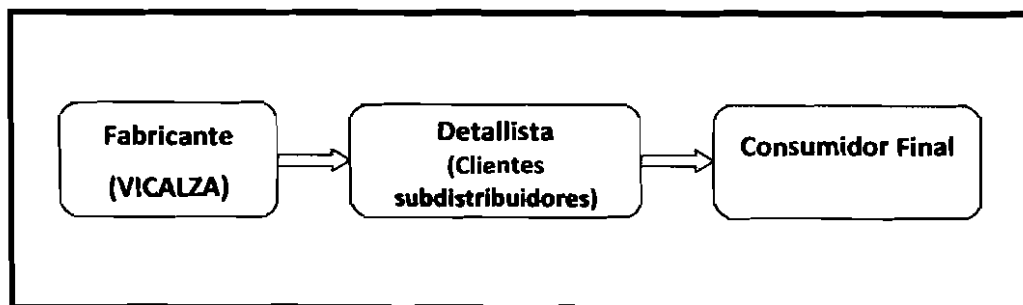 Fabricante
(VICALZA)
Detallista
(Clientes
subdistribuidores)
Consumidor Final